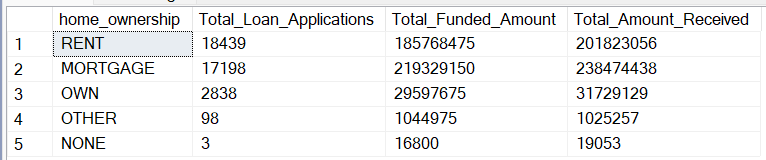 home_ownership Total_Loan_Applications Total_Funded_Amount Total_Amount_Received
1 RENT 18439 185768475 201823056
2 MORTGAGE 17198 219329150 238474438
3 OWN 2838 29597675 31729129
4 OTHER 98 1044975 1025257
5 NONE 3 16800 19053